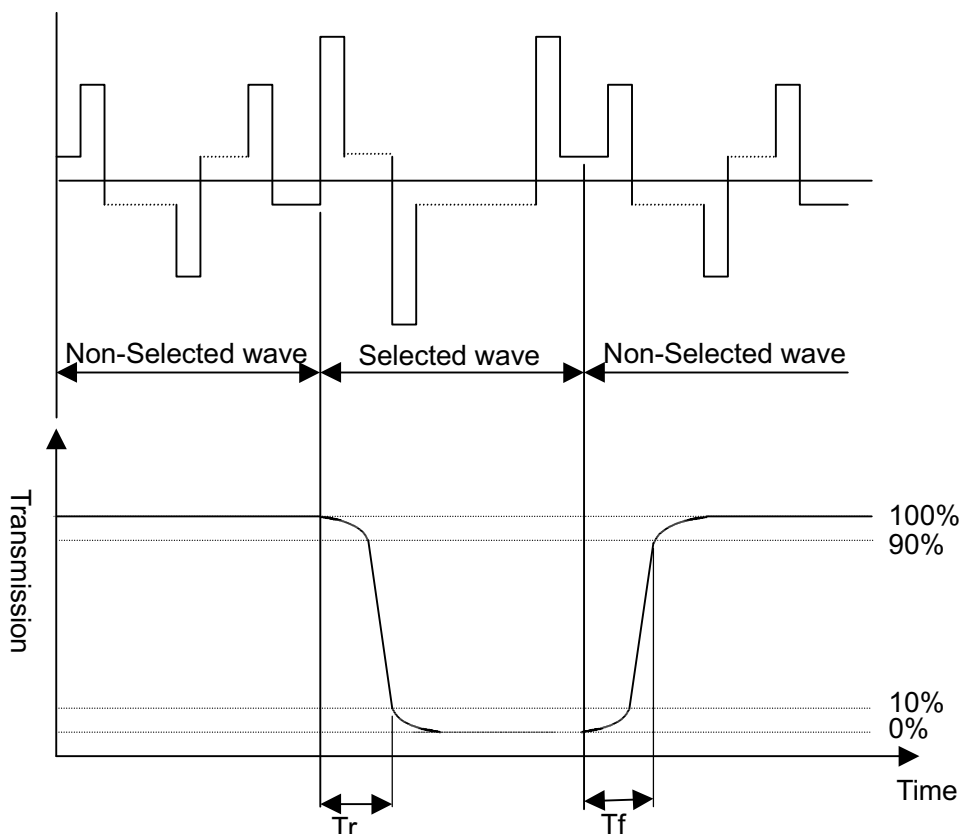 Non-Selected wave
Selected wave
Non-Selected wave
Transmission
100%
90%
10%
0%
Time
Tr
Tf